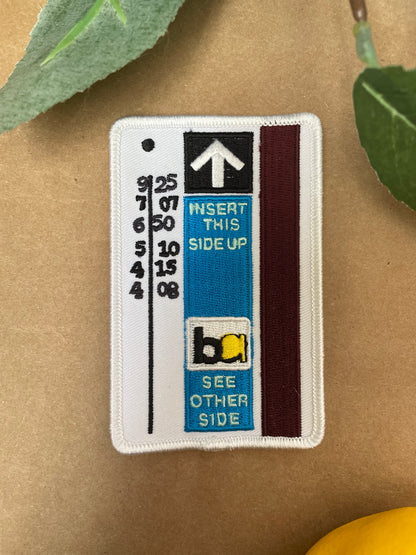 9 25
7 07
6 50
5 10
4 15
4 08
INSERT
THIS
SIDE UP
ba
SEE
OTHER
SIDE